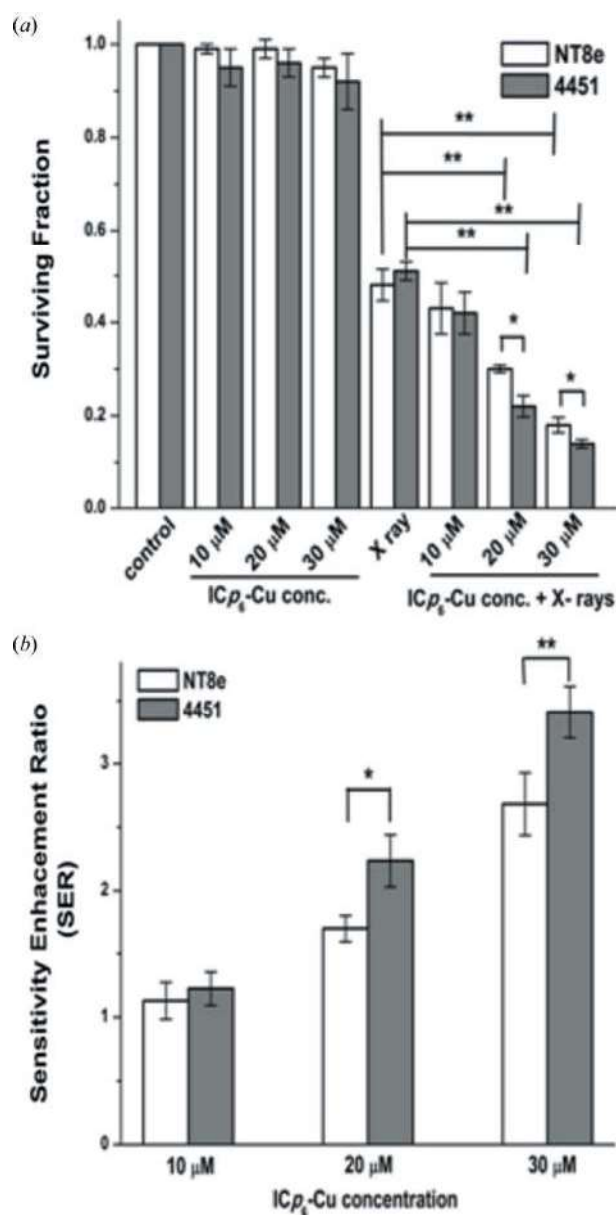 (a)
NT8e
4451
1.0
0.8
0.6
0.4
0.2
0.0
Surviving Fraction
**
**
**
**
*
*
control
10 μM
20 μM
30 μM
X ray
10 μM
20 μM
30 μM
ICp6-Cu conc.
ICp6-Cu conc. + X- rays
(b)
NT8e
4451
**
*
3
2
1
0
Sensitivity Enhacement Ratio
(SER)
10 μM
20 μM
30 μM
ICp6-Cu concentration